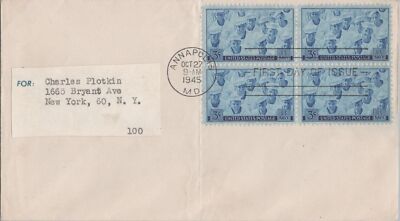 ANNAPOLIS
OCT 27
9-AM
1945
MD.
FIRST DAY OF ISSUE
3¢
UNITED STATES POSTAGE
3¢
UNITED STATES POSTAGE
3¢
UNITED STATES POSTAGE
3¢
UNITED STATES POSTAGE
FOR:
Charles Plotkin
1665 Bryant Ave
New York, 60, N. Y.
100